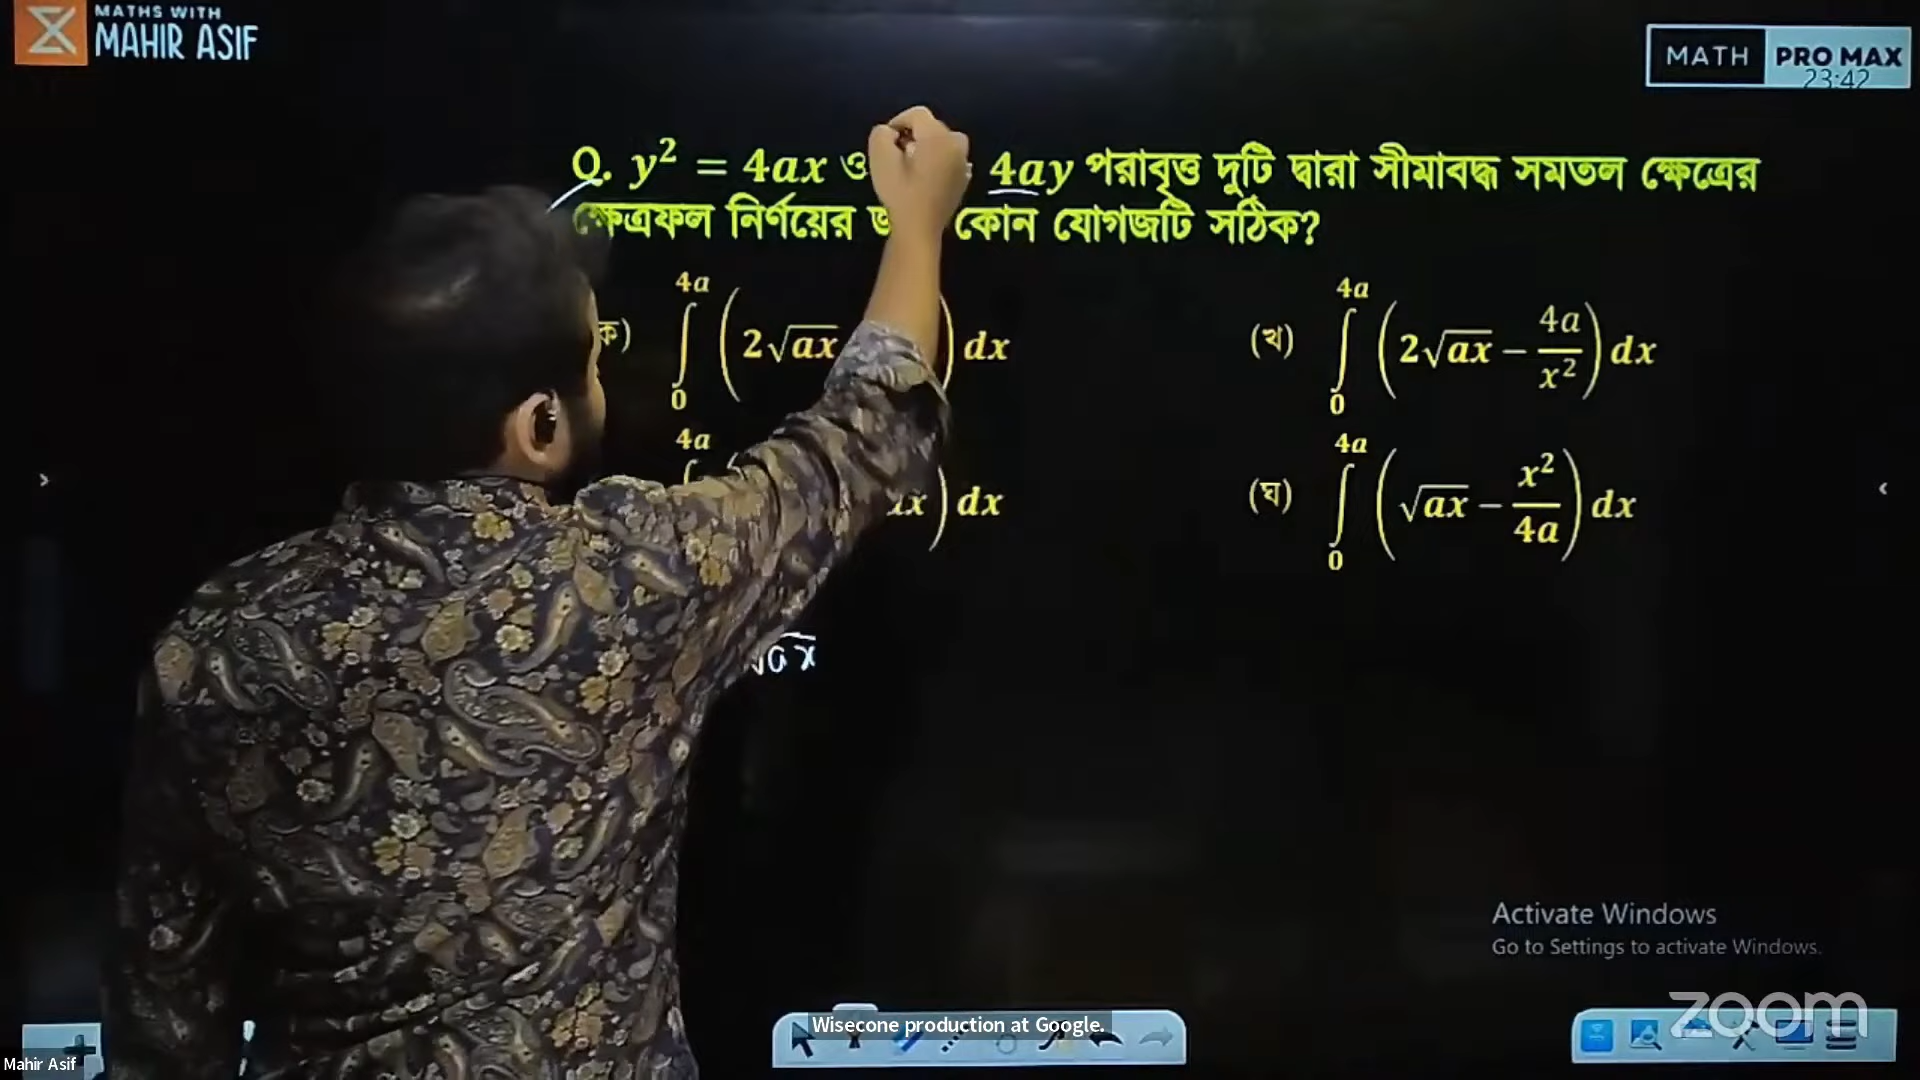 MATHS WITH
MAHIR ASIF
MATH PRO MAX
23:42
Q. y² = 4ax ও 4ay পরাবৃত্ত দুটি দ্বারা সীমাবদ্ধ সমতল ক্ষেত্রের
ক্ষেত্রফল নির্ণয়ের কোন যোগজটি সঠিক?
ক) ∫₀^{4a} (2√ax ) dx
(খ) ∫₀^{4a} (2√ax − 4a/x²) dx
4a ) dx
(ঘ) ∫₀^{4a} (√ax − x²/4a) dx
√ax
Activate Windows
Go to Settings to activate Windows.
zoom
Wisecone production at Google.
Mahir Asif